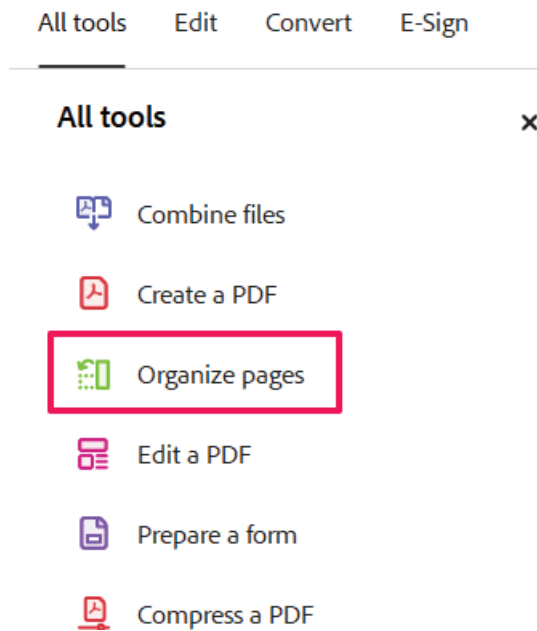 All tools Edit Convert E-Sign
All tools
Combine files
Create a PDF
Organize pages
Edit a PDF
Prepare a form
Compress a PDF